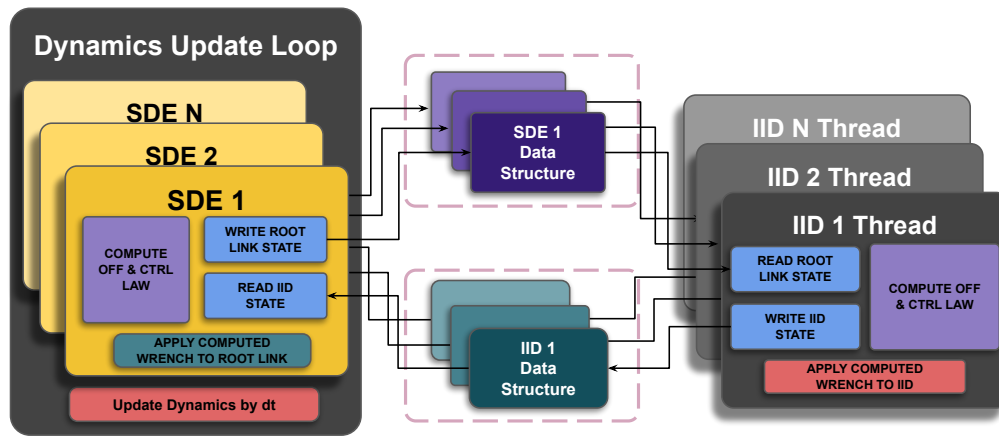 Dynamics Update Loop
SDE N
SDE 2
SDE 1
COMPUTE
OFF & CTRL
LAW
WRITE ROOT
LINK STATE
READ IID
STATE
APPLY COMPUTED
WRENCH TO ROOT LINK
Update Dynamics by dt
SDE 1
Data
Structure
IID 1
Data
Structure
IID N Thread
IID 2 Thread
IID 1 Thread
READ ROOT
LINK STATE
WRITE IID
STATE
COMPUTE OFF
& CTRL LAW
APPLY COMPUTED
WRENCH TO IID